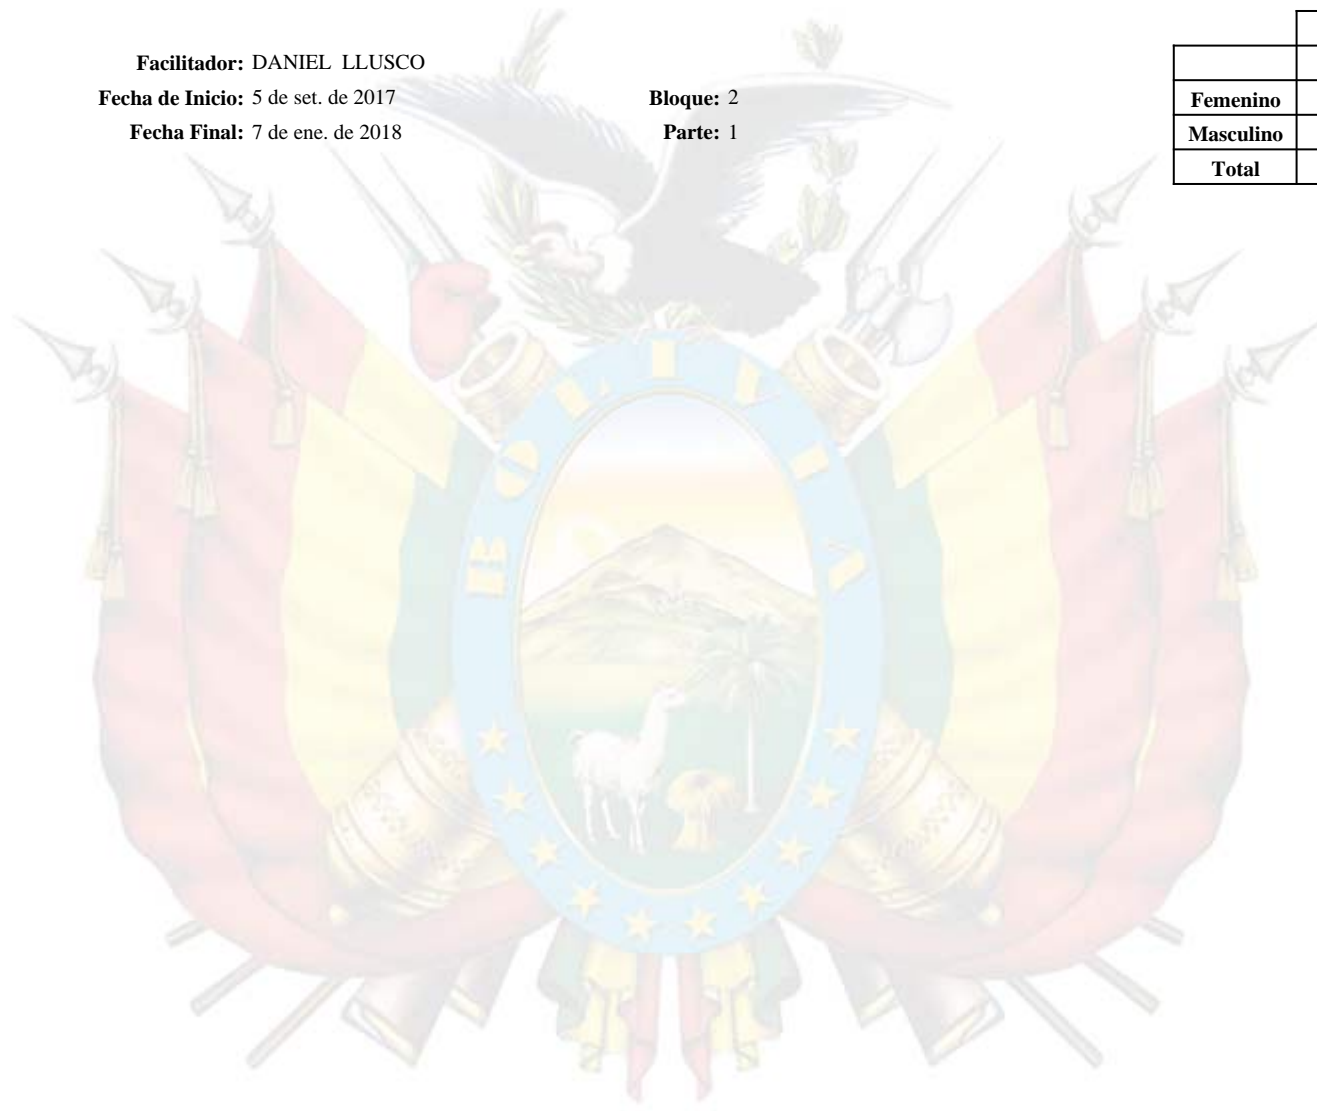 Facilitador: DANIEL LLUSCO
Fecha de Inicio: 5 de set. de 2017
Bloque: 2
Fecha Final: 7 de ene. de 2018
Parte: 1
Femenino
Masculino
Total
BOLIVIA